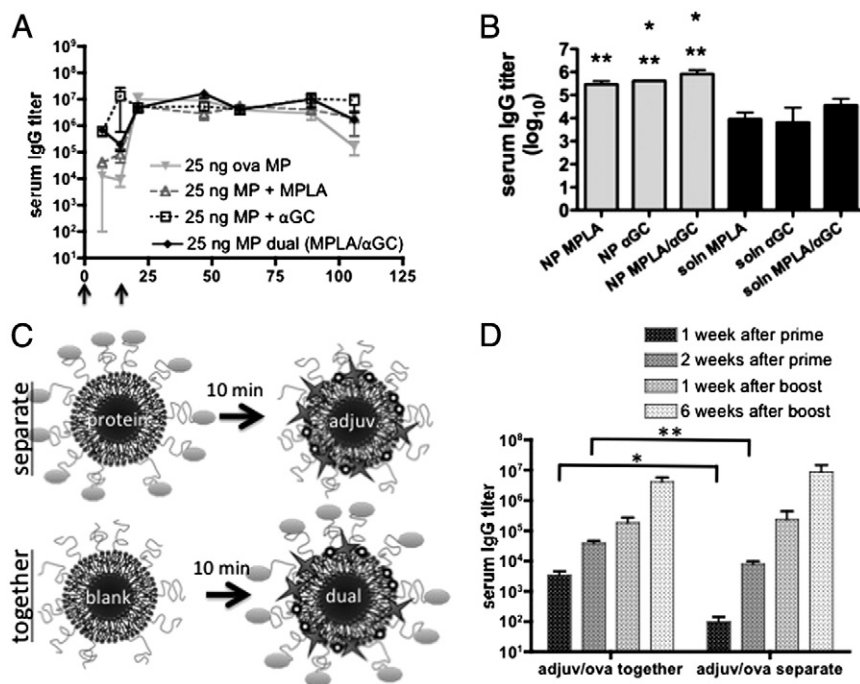 A
serum IgG titer
10⁹
10⁸
10⁷
10⁶
10⁵
10⁴
10³
10²
10¹
0 25 50 75 100 125
25 ng ova MP
25 ng MP + MPLA
25 ng MP + αGC
25 ng MP dual (MPLA/αGC)
B
serum IgG titer
(log₁₀)
7
6
5
4
3
2
1
0
* *
** ** **
NP MPLA
NP αGC
NP MPLA/αGC
soln MPLA
soln αGC
soln MPLA/αGC
C
separate
protein
10 min
adjuv.
together
blank
10 min
dual
D
1 week after prime
2 weeks after prime
1 week after boost
6 weeks after boost
serum IgG titer
10⁸
10⁷
10⁶
10⁵
10⁴
10³
10²
10¹
**
*
adjuv/ova together adjuv/ova separate